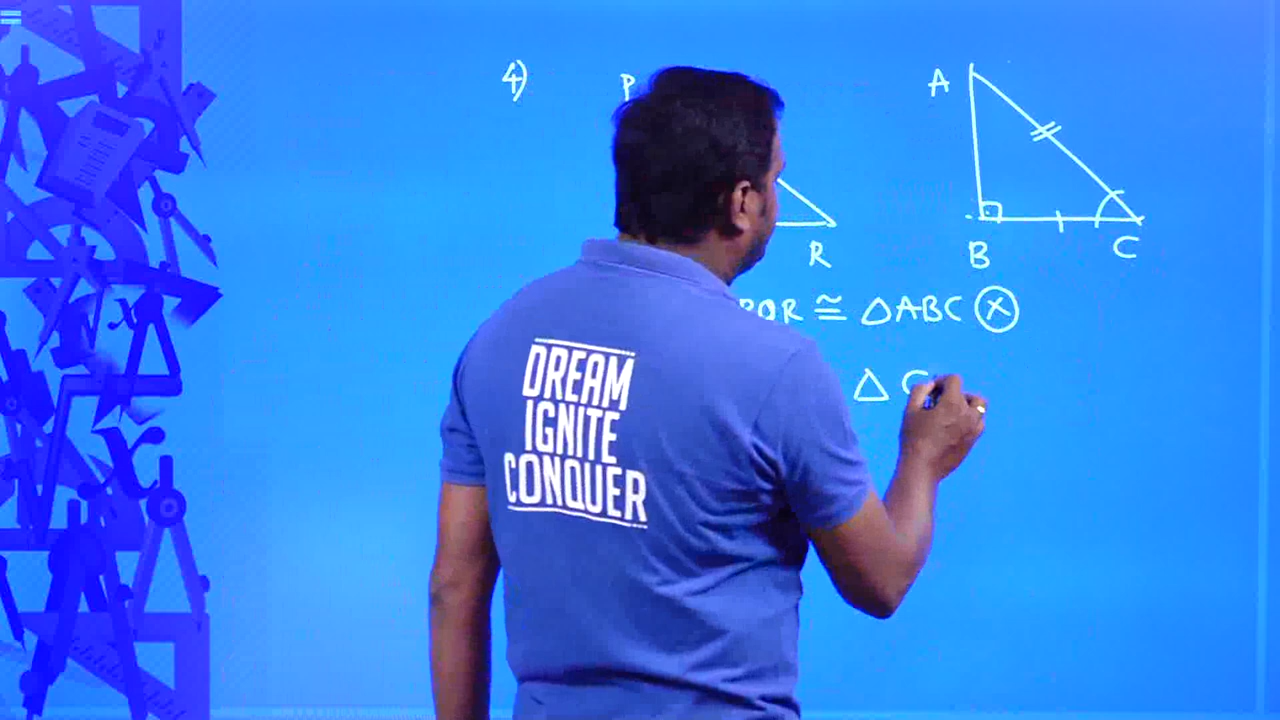 4) P A
R B C
PQR ≅ △ABC ⓧ
△ C
DREAM
IGNITE
CONQUER
x
x